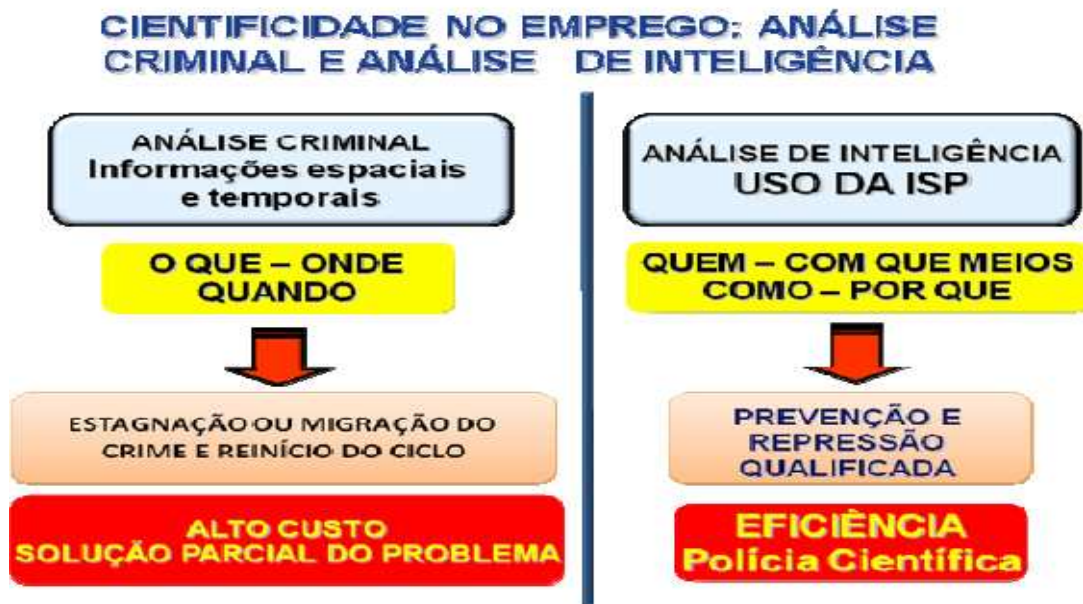 CIENTIFICIDADE NO EMPREGO: ANÁLISE
CRIMINAL E ANÁLISE DE INTELIGÊNCIA
ANÁLISE CRIMINAL
Informações espaciais
e temporais
O QUE – ONDE
QUANDO
ESTAGNAÇÃO OU MIGRAÇÃO DO
CRIME E REINÍCIO DO CICLO
ALTO CUSTO
SOLUÇÃO PARCIAL DO PROBLEMA
ANÁLISE DE INTELIGÊNCIA
USO DA ISP
QUEM – COM QUE MEIOS
COMO – POR QUE
PREVENÇÃO E
REPRESSÃO
QUALIFICADA
EFICIÊNCIA
Polícia Científica